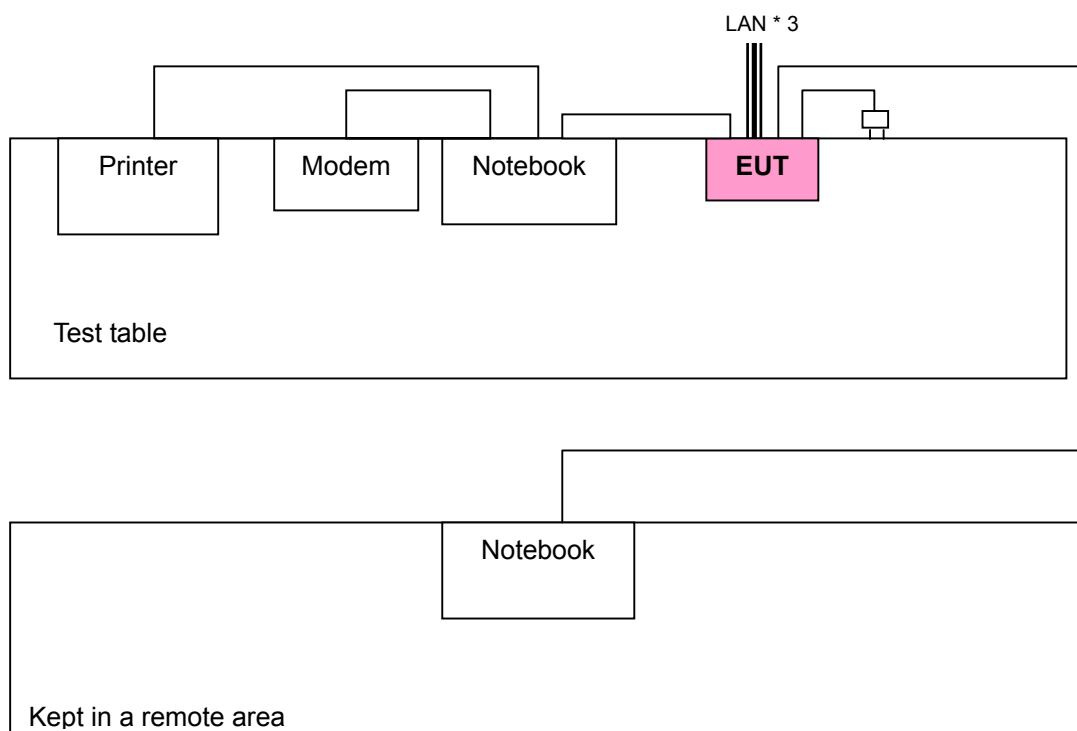 LAN * 3
Printer
Modem
Notebook
EUT
Test table
Notebook
Kept in a remote area